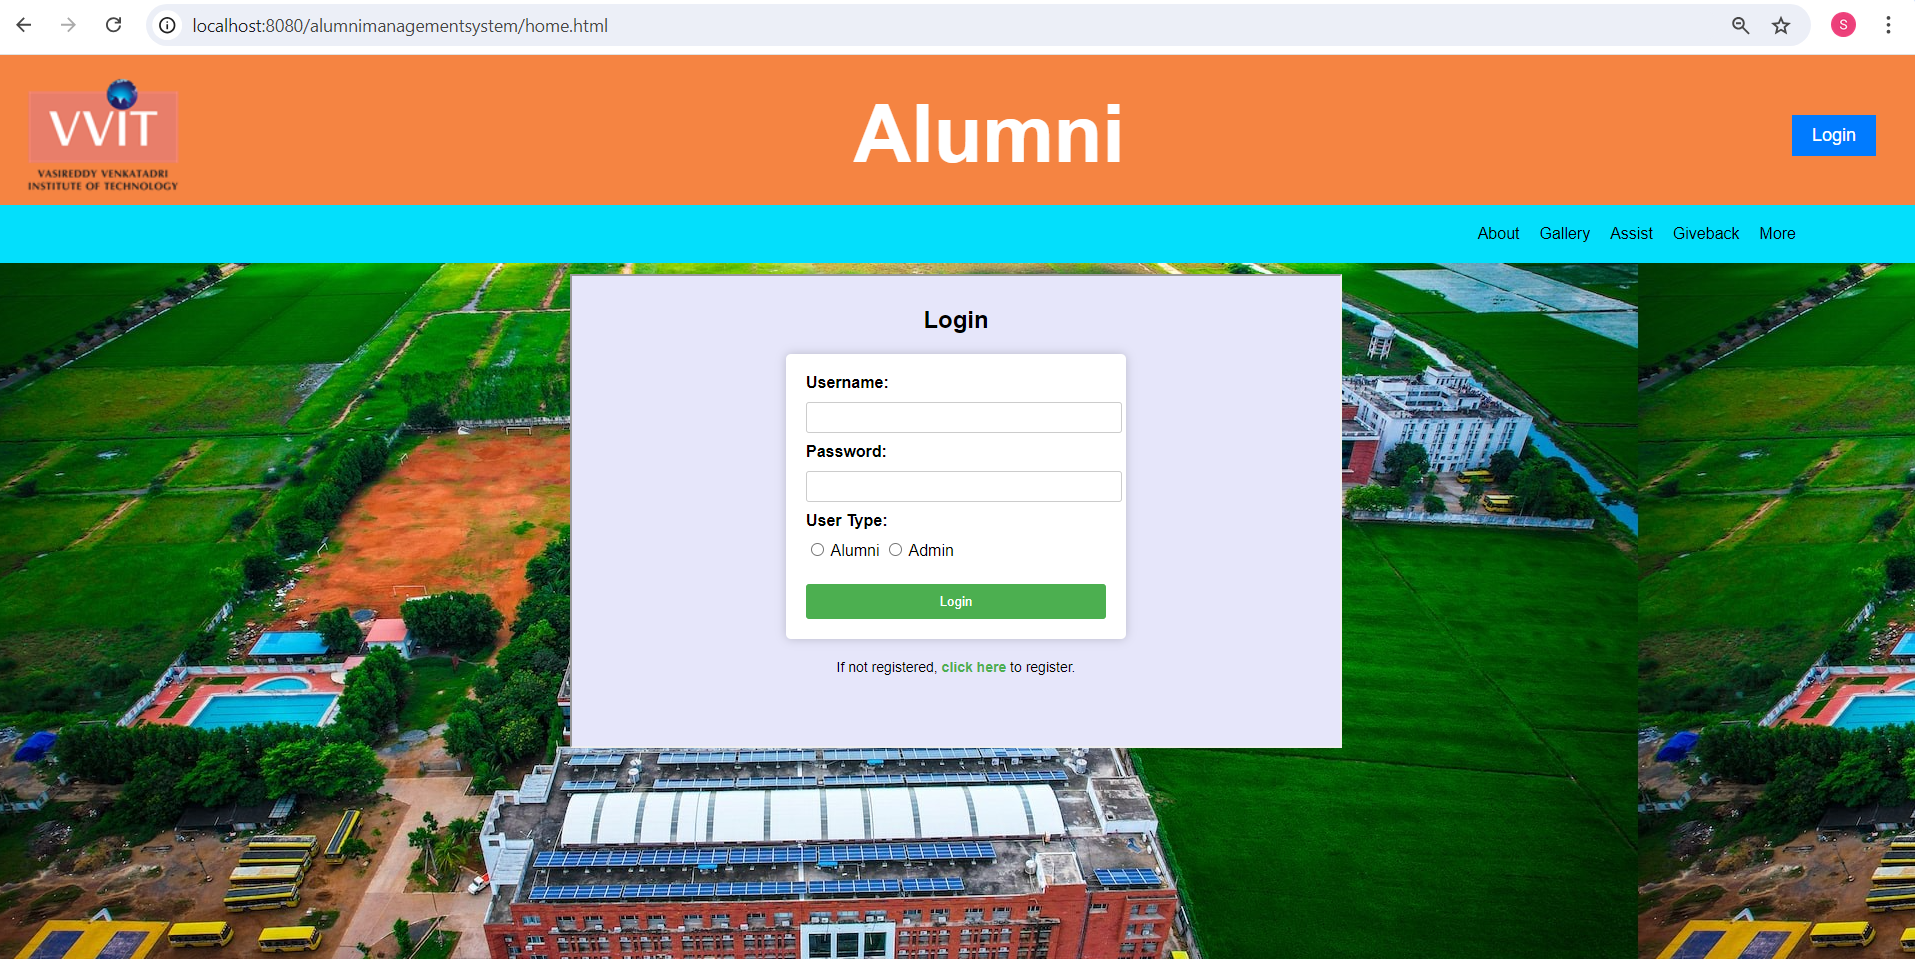 localhost:8080/alumnimanagementsystem/home.html
S
VVIT
VASIREDDY VENKATADRI
INSTITUTE OF TECHNOLOGY
Alumni
Login
About Gallery Assist Giveback More
Login
Username:
Password:
User Type:
Alumni Admin
Login
If not registered, click here to register.